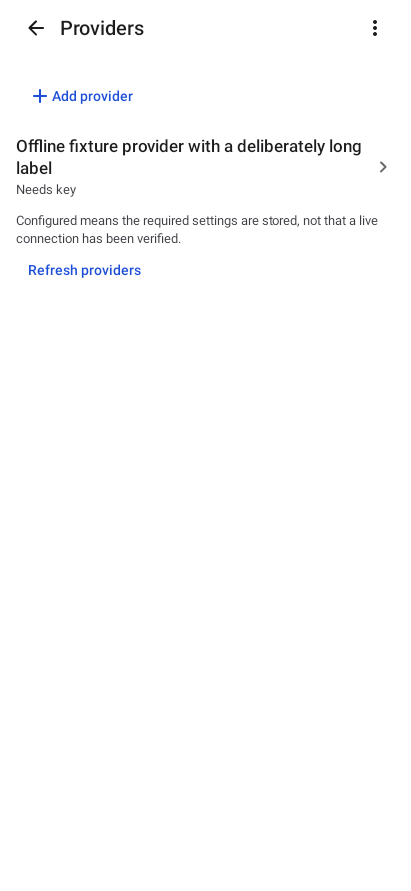 Providers
Add provider
Offline fixture provider with a deliberately long
label
Needs key
Configured means the required settings are stored, not that a live
connection has been verified.
Refresh providers